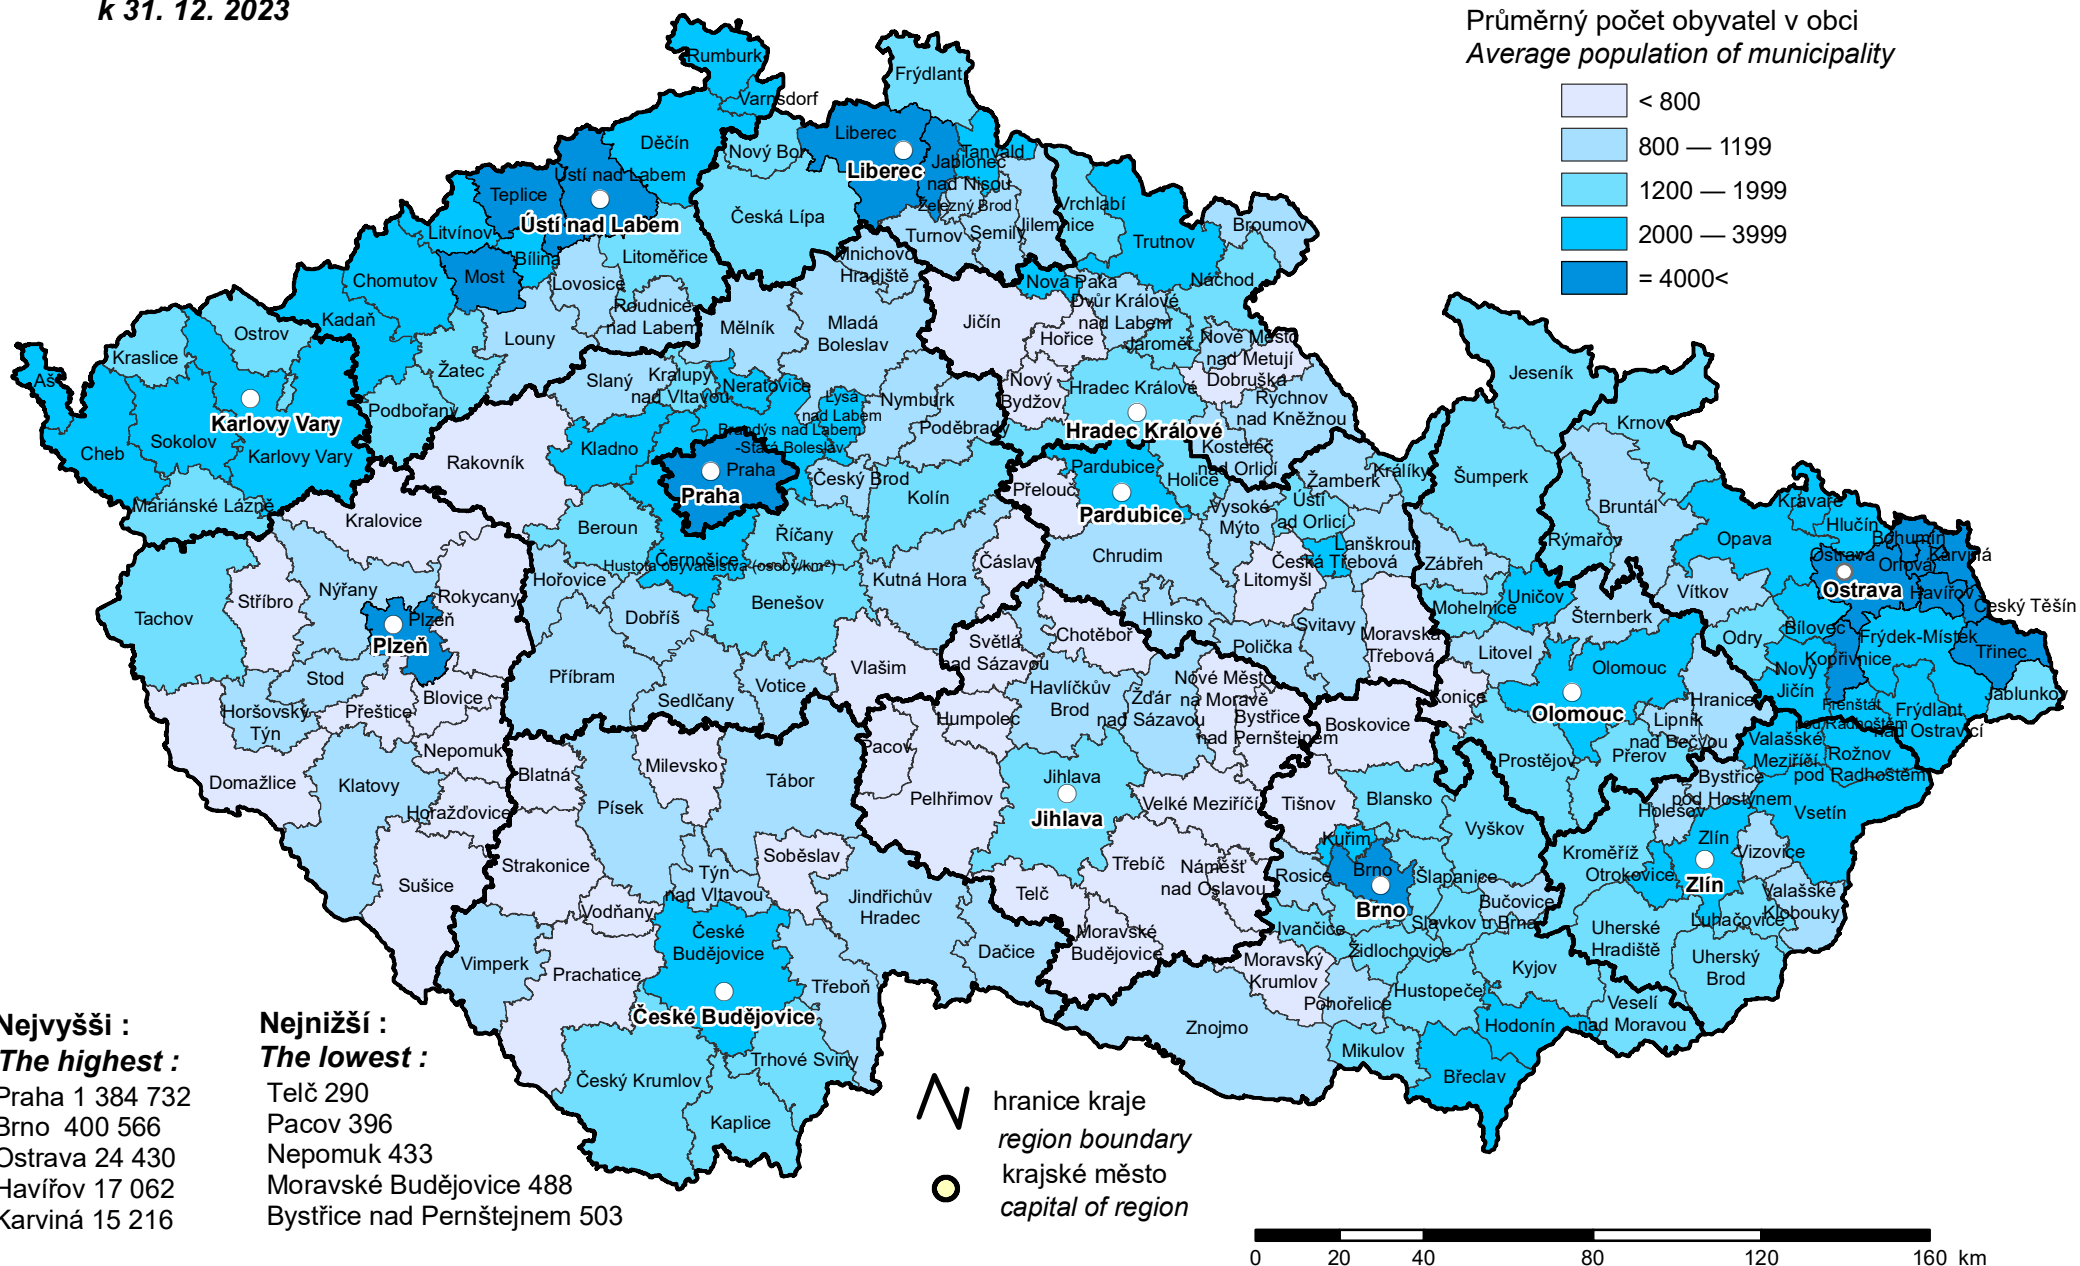 k 31. 12. 2023
Průměrný počet obyvatel v obci
Average population of municipality
< 800
800 — 1199
1200 — 1999
2000 — 3999
= 4000<
Rumburk
Varnsdorf
Frýdlant
Děčín
Nový Bor
Liberec
Liberec
Jablonec
nad Nisou
Tanvald
Železný Brod
Ústí nad Labem
Teplice
Ústí nad Labem
Česká Lípa
Turnov
Semily
Jilemnice
Vrchlabí
Trutnov
Broumov
Litvínov
Bílina
Litoměřice
Mnichovo
Hradiště
Chomutov
Most
Lovosice
Roudnice
nad Labem
Nová Paka
Náchod
Dvůr Králové
nad Labem
Kadaň
Ostrov
Kraslice
Louny
Mělník
Mladá
Boleslav
Jičín
Hořice
Jaroměř
Nové Město
nad Metují
Aš
Žatec
Slaný
Kralupy
nad Vltavou
Neratovice
Lysá
nad Labem
Nymburk
Nový
Bydžov
Hradec Králové
Dobruška
Rychnov
nad Kněžnou
Jeseník
Krnov
Karlovy Vary
Podbořany
Brandýs nad Labem
-Stará Boleslav
Poděbrady
Hradec Králové
Kostelec
nad Orlicí
Cheb
Sokolov
Karlovy Vary
Rakovník
Kladno
Praha
Praha
Český Brod
Kolín
Přelouč
Pardubice
Pardubice
Holice
Žamberk
Králíky
Šumperk
Bruntál
Mariánské Lázně
Kralovice
Beroun
Říčany
Vysoké
Mýto
Ústí
ad Orlicí
Rýmařov
Opava
Kravaře
Hlučín
Bohumín
Karviná
Ostrava
Orlová
Ostrava
Havířov
Český Těšín
Černošice
Hustota obyvatelstva (osoby/km²)
Čáslav
Chrudim
Litomyšl
Česká Třebová
Lanškroun
Zábřeh
Mohelnice
Uničov
Šternberk
Vítkov
Tachov
Stříbro
Nýřany
Rokycany
Hořovice
Dobříš
Benešov
Kutná Hora
Plzeň
Plzeň
Světlá
nad Sázavou
Chotěboř
Hlinsko
Polička
Svitavy
Moravská
Třebová
Litovel
Olomouc
Olomouc
Odry
Bílovec
Frýdek-Místek
Kopřivnice
Třinec
Nový
Jičín
Jablunkov
Stod
Příbram
Sedlčany
Votice
Vlašim
Horšovský
Týn
Přeštice
Blovice
Nepomuk
Humpolec
Havlíčkův
Brod
Žďár
nad Sázavou
Nové Město
na Moravě
Bystřice
nad Pernštejnem
Boskovice
Konice
Hranice
Lipník
nad Bečvou
Frenštát
pod Radhoštěm
Frýdlant
nad Ostravicí
Domažlice
Klatovy
Horažďovice
Blatná
Milevsko
Písek
Tábor
Pacov
Pelhřimov
Jihlava
Jihlava
Velké Meziříčí
Tišnov
Blansko
Prostějov
Přerov
Valašské
Meziříčí
Rožnov
pod Radhoštěm
Bystřice
pod Hostýnem
Holešov
Vsetín
Sušice
Strakonice
Vodňany
Soběslav
Týn
nad Vltavou
Jindřichův
Hradec
Telč
Třebíč
Náměšť
nad Oslavou
Rosice
Kuřim
Brno
Brno
Šlapanice
Vyškov
Kroměříž
Otrokovice
Zlín
Zlín
Vizovice
Valašské
Klobouky
Luhačovice
Bučovice
Slavkov u Brna
Ivančice
Židlochovice
Uherské
Hradiště
Uherský
Brod
Vimperk
Prachatice
České
Budějovice
České Budějovice
Třeboň
Dačice
Moravské
Budějovice
Moravský
Krumlov
Pohořelice
Hustopeče
Kyjov
Veselí
nad Moravou
Hodonín
Znojmo
Mikulov
Břeclav
Český Krumlov
Trhové Sviny
Kaplice
Nejvyšši :
The highest :
Praha 1 384 732
Brno 400 566
Ostrava 24 430
Havířov 17 062
Karviná 15 216
Nejnižší :
The lowest :
Telč 290
Pacov 396
Nepomuk 433
Moravské Budějovice 488
Bystřice nad Pernštejnem 503
hranice kraje
region boundary
krajské město
capital of region
0 20 40 80 120 160 km